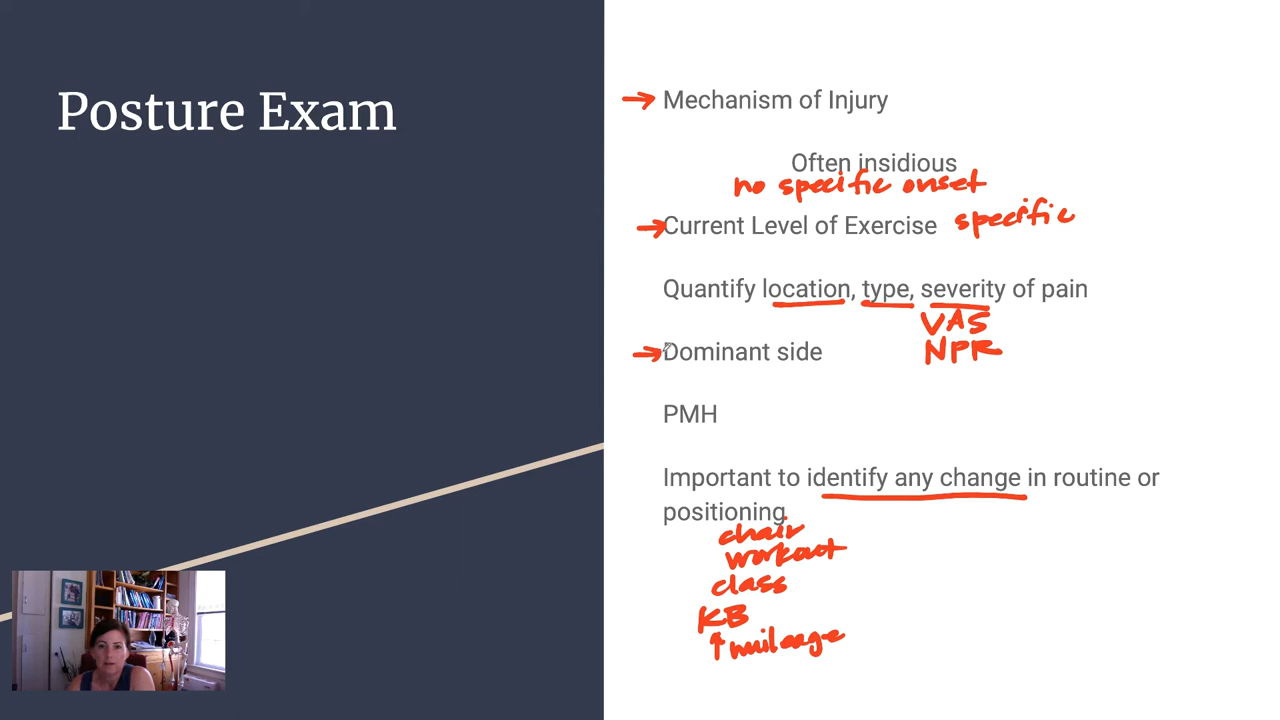 Posture Exam
Mechanism of Injury
Often insidious
no specific onset
Current Level of Exercise specific
Quantify location, type, severity of pain
VAS
NPR
Dominant side
PMH
Important to identify any change in routine or
positioning
chair
workout
class
KB
↑ mileage